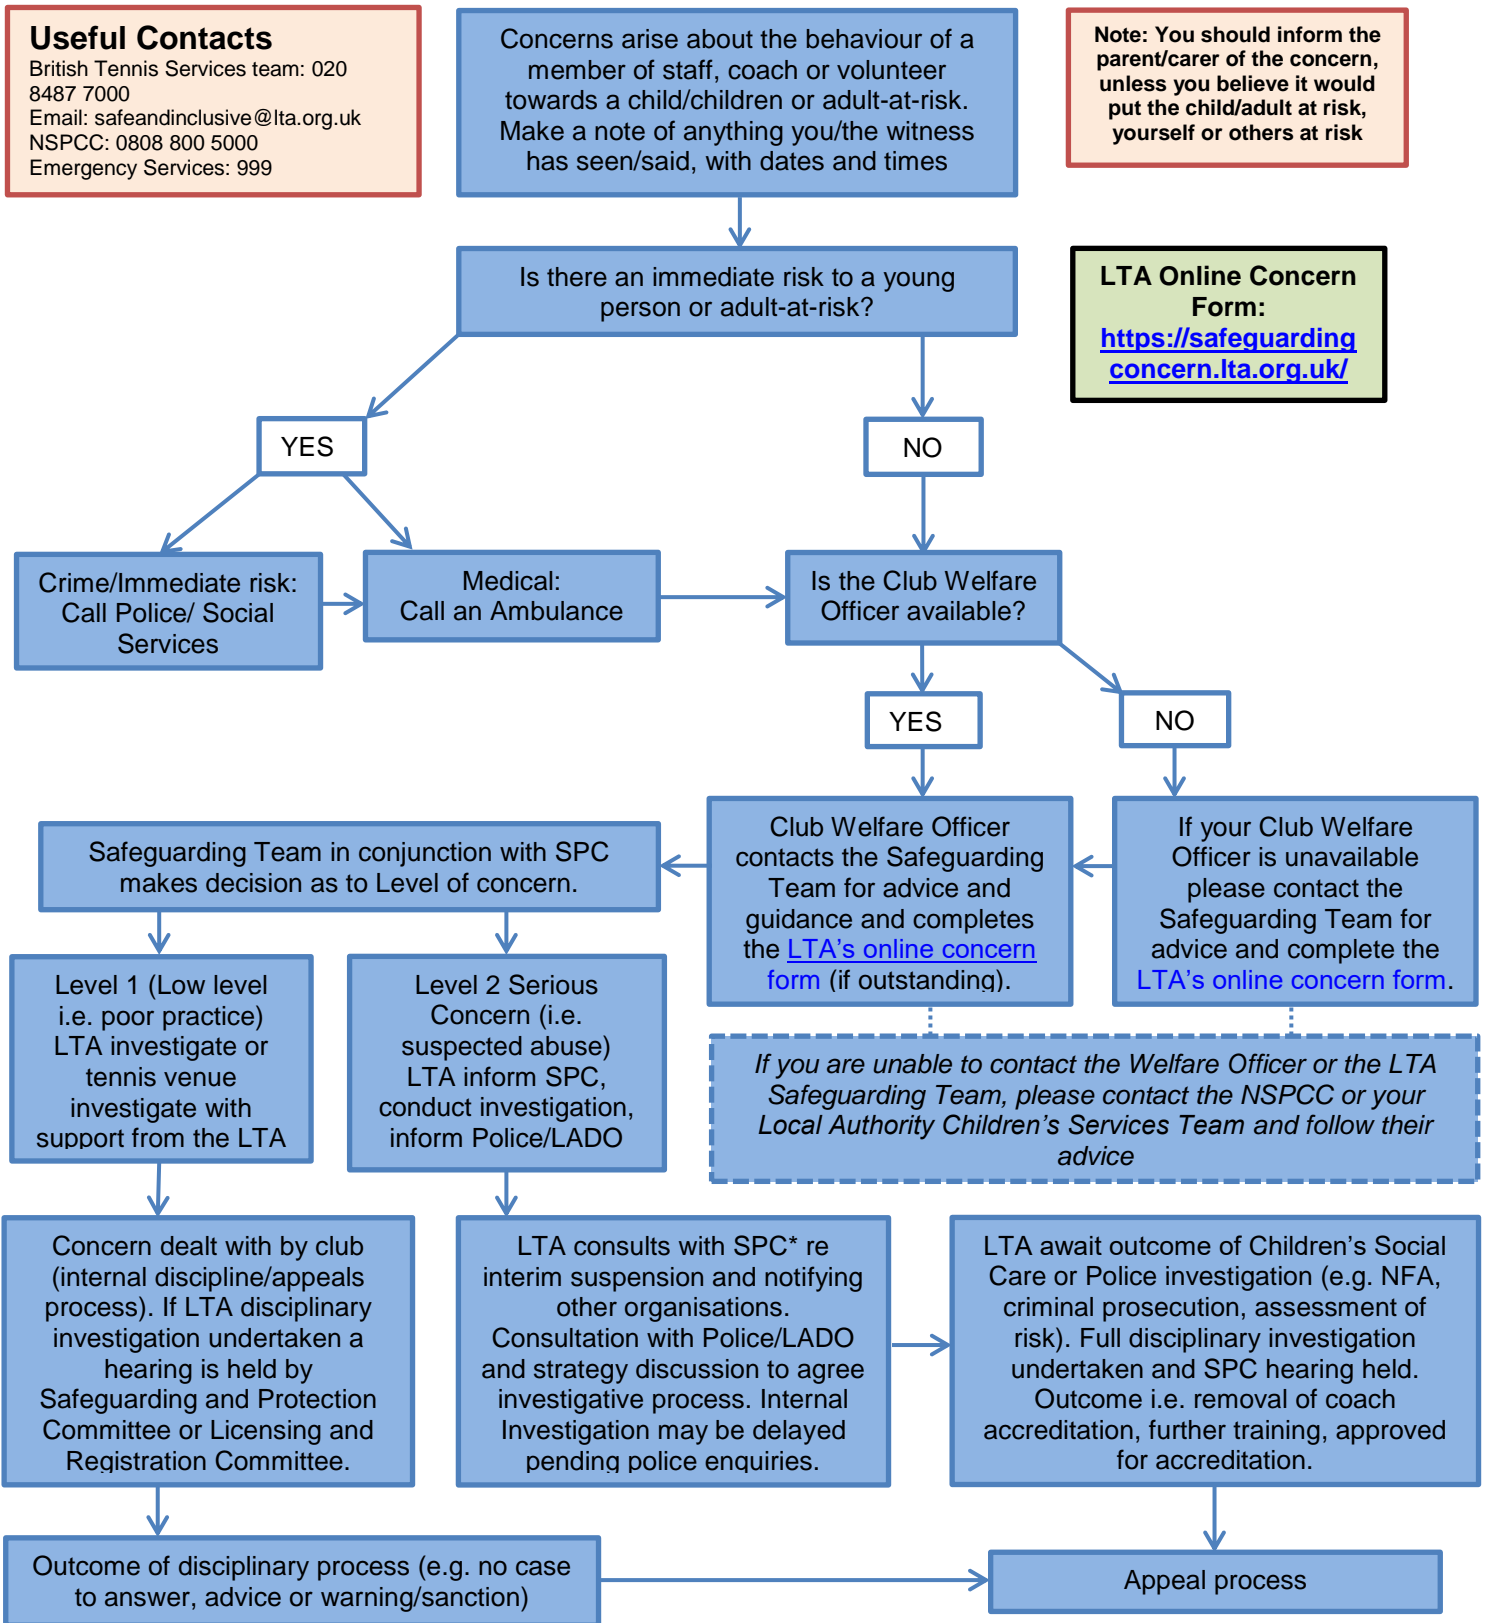 Useful Contacts
British Tennis Services team: 020
8487 7000
Email: safeandinclusive@lta.org.uk
NSPCC: 0808 800 5000
Emergency Services: 999
Concerns arise about the behaviour of a
member of staff, coach or volunteer
towards a child/children or adult-at-risk.
Make a note of anything you/the witness
has seen/said, with dates and times
Note: You should inform the
parent/carer of the concern,
unless you believe it would
put the child/adult at risk,
yourself or others at risk
Is there an immediate risk to a young
person or adult-at-risk?
LTA Online Concern
Form:
https://safeguarding
concern.lta.org.uk/
YES
NO
Crime/Immediate risk:
Call Police/ Social
Services
Medical:
Call an Ambulance
Is the Club Welfare
Officer available?
YES
NO
Safeguarding Team in conjunction with SPC
makes decision as to Level of concern.
Club Welfare Officer
contacts the Safeguarding
Team for advice and
guidance and completes
the LTA's online concern
form (if outstanding).
If your Club Welfare
Officer is unavailable
please contact the
Safeguarding Team for
advice and complete the
LTA's online concern form.
Level 1 (Low level
i.e. poor practice)
LTA investigate or
tennis venue
investigate with
support from the LTA
Level 2 Serious
Concern (i.e.
suspected abuse)
LTA inform SPC,
conduct investigation,
inform Police/LADO
If you are unable to contact the Welfare Officer or the LTA
Safeguarding Team, please contact the NSPCC or your
Local Authority Children's Services Team and follow their
advice
Concern dealt with by club
(internal discipline/appeals
process). If LTA disciplinary
investigation undertaken a
hearing is held by
Safeguarding and Protection
Committee or Licensing and
Registration Committee.
LTA consults with SPC* re
interim suspension and notifying
other organisations.
Consultation with Police/LADO
and strategy discussion to agree
investigative process. Internal
Investigation may be delayed
pending police enquiries.
LTA await outcome of Children's Social
Care or Police investigation (e.g. NFA,
criminal prosecution, assessment of
risk). Full disciplinary investigation
undertaken and SPC hearing held.
Outcome i.e. removal of coach
accreditation, further training, approved
for accreditation.
Outcome of disciplinary process (e.g. no case
to answer, advice or warning/sanction)
Appeal process